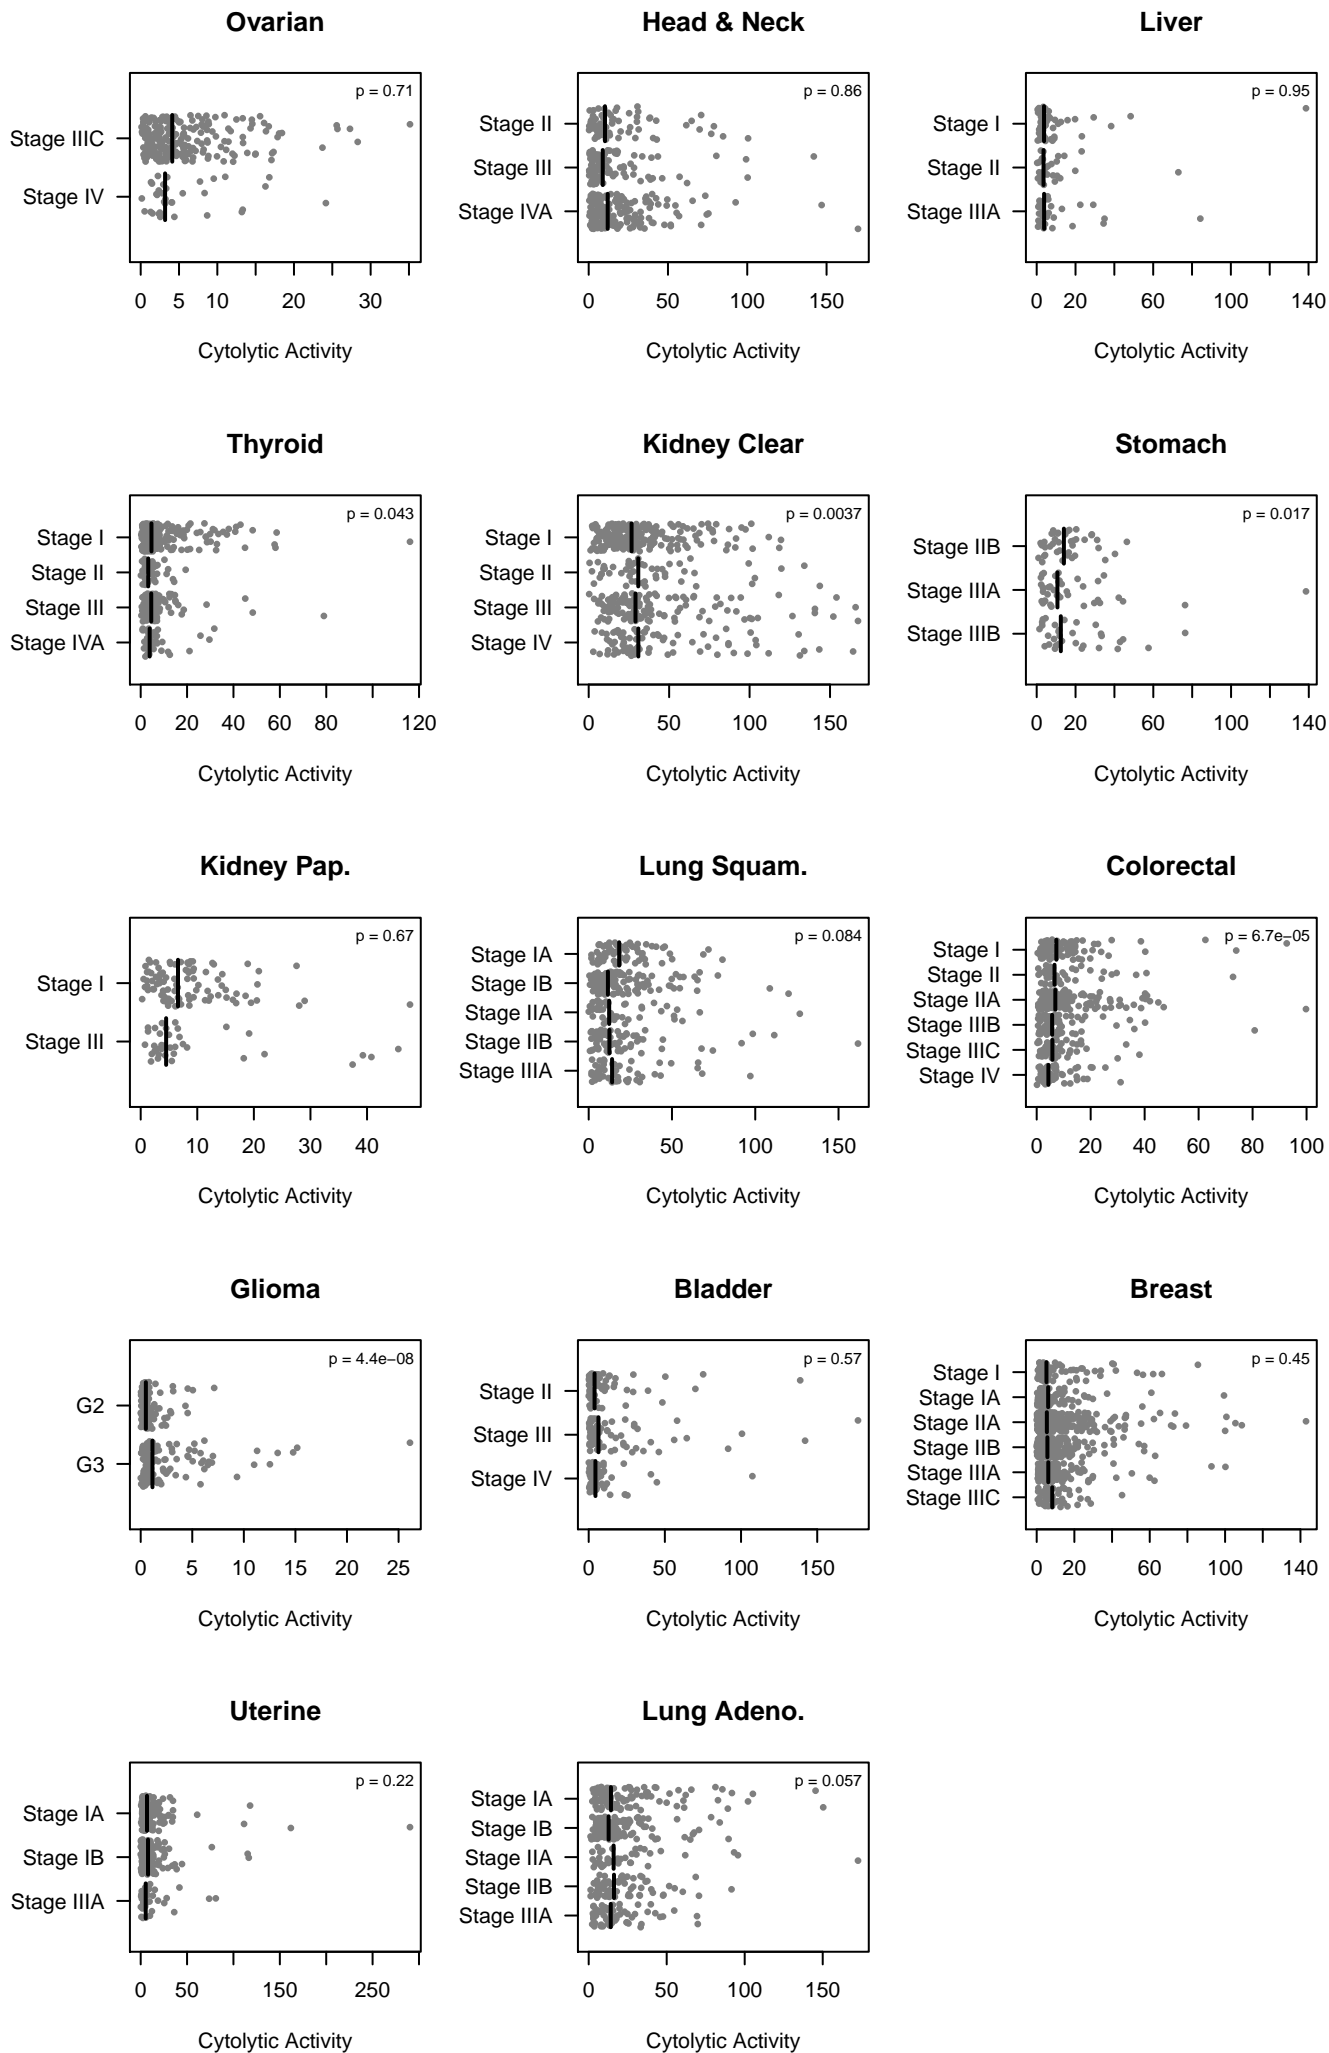 Ovarian
p = 0.71
Stage IIIC
Stage IV
0 5 10 20 30
Cytolytic Activity
Head & Neck
p = 0.86
Stage II
Stage III
Stage IVA
0 50 100 150
Cytolytic Activity
Liver
p = 0.95
Stage I
Stage II
Stage IIIA
0 20 60 100 140
Cytolytic Activity
Thyroid
p = 0.043
Stage I
Stage II
Stage III
Stage IVA
0 20 40 60 80 120
Cytolytic Activity
Kidney Clear
p = 0.0037
Stage I
Stage II
Stage III
Stage IV
0 50 100 150
Cytolytic Activity
Stomach
p = 0.017
Stage IIB
Stage IIIA
Stage IIIB
0 20 60 100 140
Cytolytic Activity
Kidney Pap.
p = 0.67
Stage I
Stage III
0 10 20 30 40
Cytolytic Activity
Lung Squam.
p = 0.084
Stage IA
Stage IB
Stage IIA
Stage IIB
Stage IIIA
0 50 100 150
Cytolytic Activity
Colorectal
p = 6.7e−05
Stage I
Stage II
Stage IIA
Stage IIIB
Stage IIIC
Stage IV
0 20 40 60 80 100
Cytolytic Activity
Glioma
p = 4.4e−08
G2
G3
0 5 10 15 20 25
Cytolytic Activity
Bladder
p = 0.57
Stage II
Stage III
Stage IV
0 50 100 150
Cytolytic Activity
Breast
p = 0.45
Stage I
Stage IA
Stage IIA
Stage IIB
Stage IIIA
Stage IIIC
0 20 60 100 140
Cytolytic Activity
Uterine
p = 0.22
Stage IA
Stage IB
Stage IIIA
0 50 150 250
Cytolytic Activity
Lung Adeno.
p = 0.057
Stage IA
Stage IB
Stage IIA
Stage IIB
Stage IIIA
0 50 100 150
Cytolytic Activity